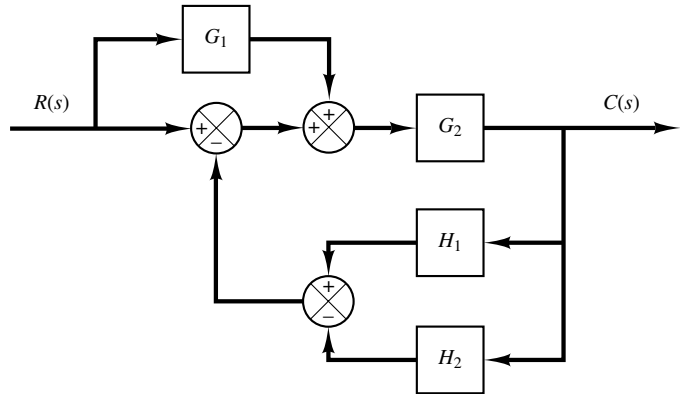 G₁
R(s)
C(s)
+
+
+
−
+
G₂
H₁
+
−
H₂